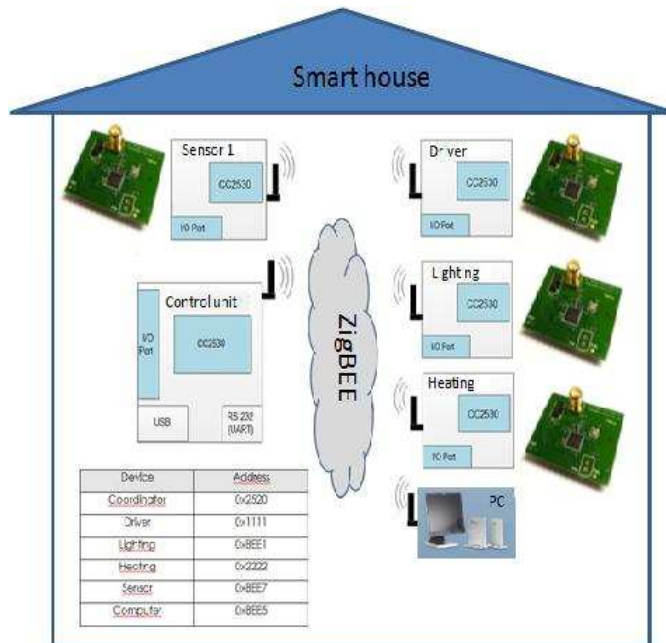 Smart house
Sensor 1
CC2530
I/O Port
Driver
CC2530
I/O Port
Control unit
I/O
Port
CC2530
USB
RS-232
(UART)
ZigBEE
Lighting
CC2530
I/O Port
Heating
CC2530
I/O Port
PC
Device Address
Coordinator 0x2520
Driver 0x1111
Lighting 0xBEE1
Heating 0x2222
Sensor 0xBEE7
Computer 0xBEE5